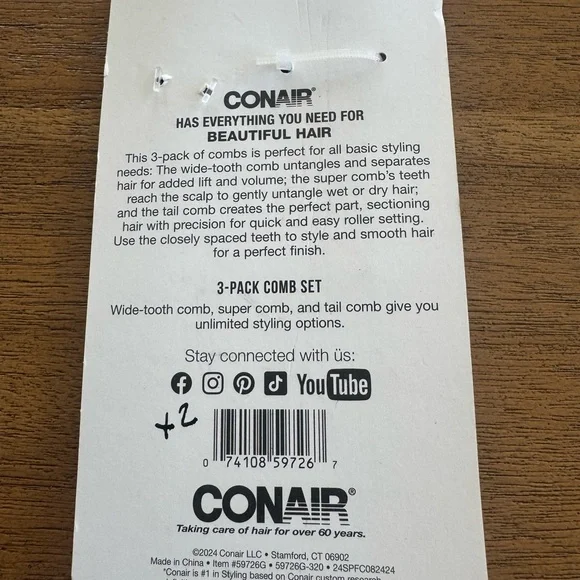 CONAIR®
HAS EVERYTHING YOU NEED FOR
BEAUTIFUL HAIR
This 3-pack of combs is perfect for all basic styling
needs: The wide-tooth comb untangles and separates
hair for added lift and volume; the super comb's teeth
reach the scalp to gently untangle wet or dry hair;
and the tail comb creates the perfect part, sectioning
hair with precision for quick and easy roller setting.
Use the closely spaced teeth to style and smooth hair
for a perfect finish.
3-PACK COMB SET
Wide-tooth comb, super comb, and tail comb give you
unlimited styling options.
Stay connected with üs:
YouTube
+2
0 74108 59726 7
CONAIR®
Taking care of hair for over 60 years.
©2024 Conair LLC • Stamford, CT 06902
Made in China • Item #59726G • 59726G-320 • 24SPFC082424
*Conair is #1 in Styling based on Conair custom research